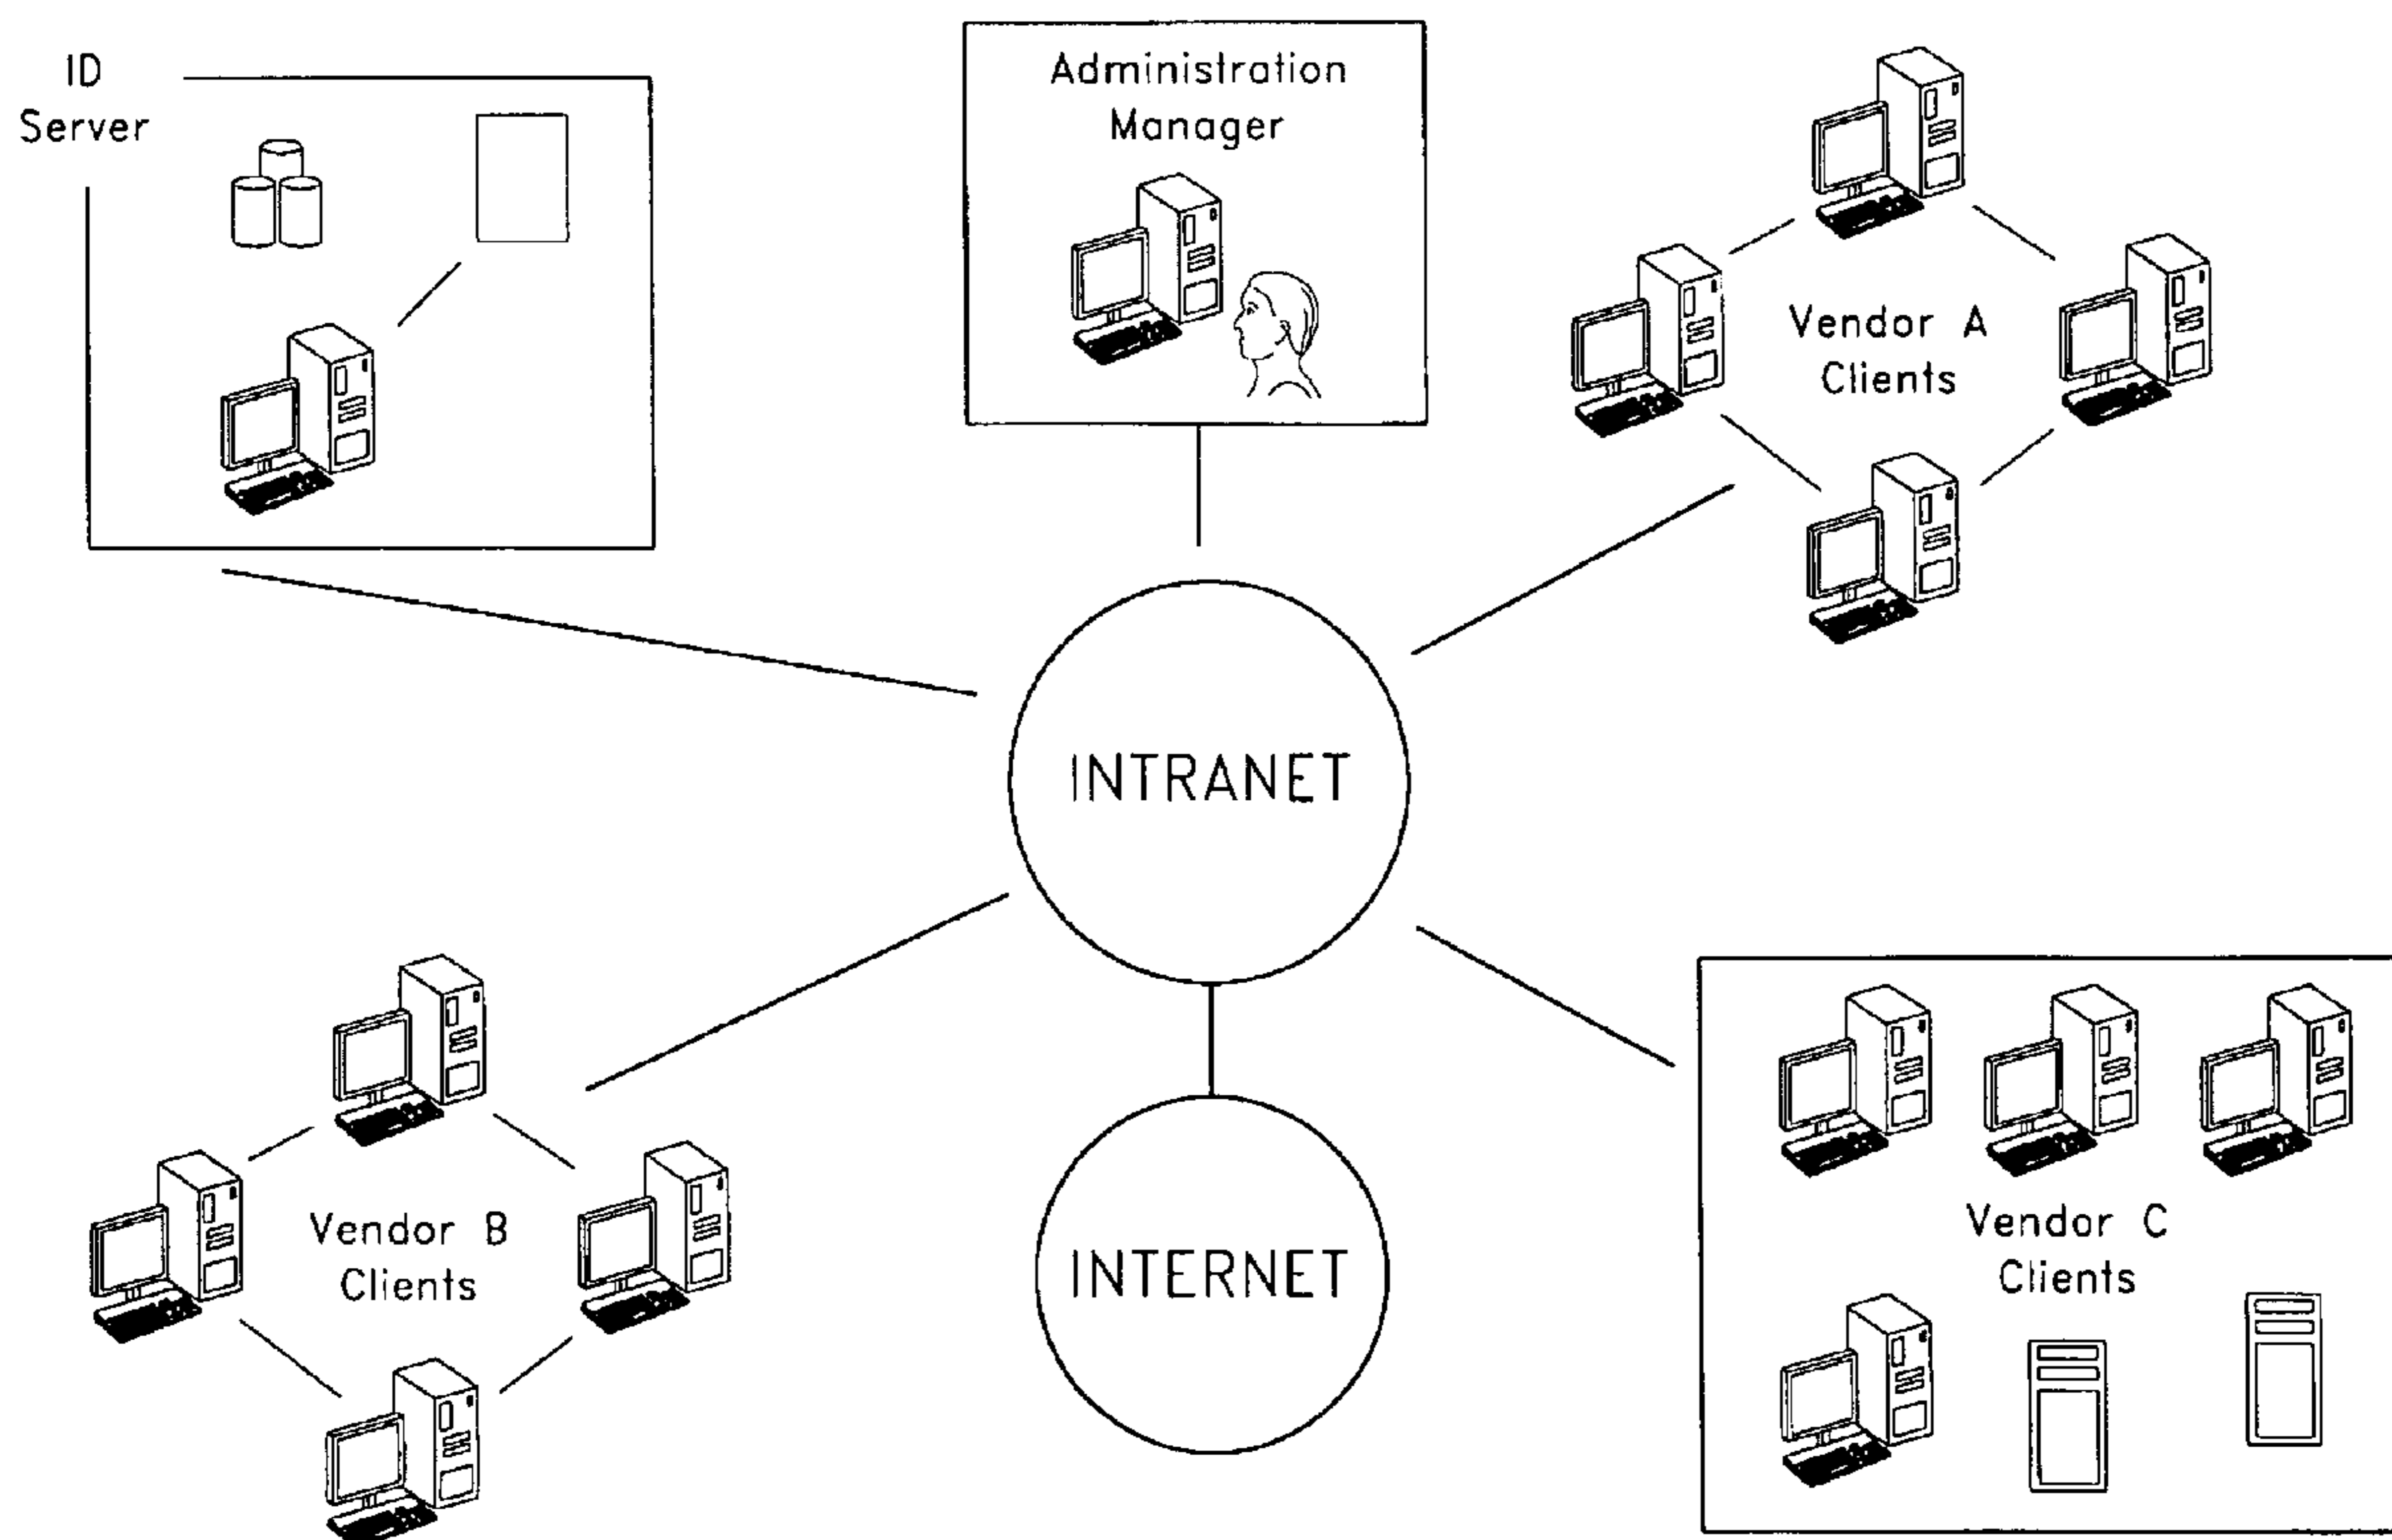 ID
Server
Administration
Manager
Vendor A
Clients
INTRANET
Vendor B
Clients
INTERNET
Vendor C
Clients